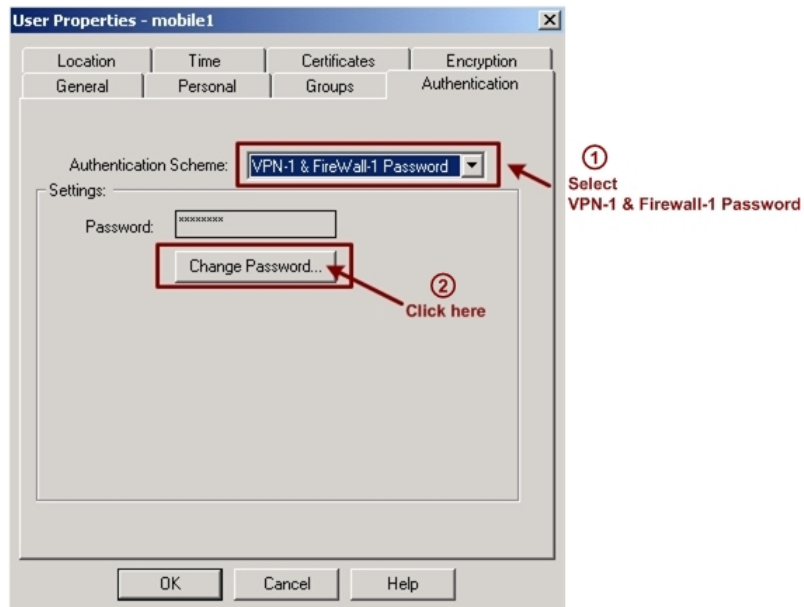 User Properties - mobile1
Location Time Certificates Encryption
General Personal Groups Authentication
Authentication Scheme: VPN-1 & FireWall-1 Password
①
Select
VPN-1 & Firewall-1 Password
Settings:
Password: xxxxxxxx
Change Password...
②
Click here
OK Cancel Help